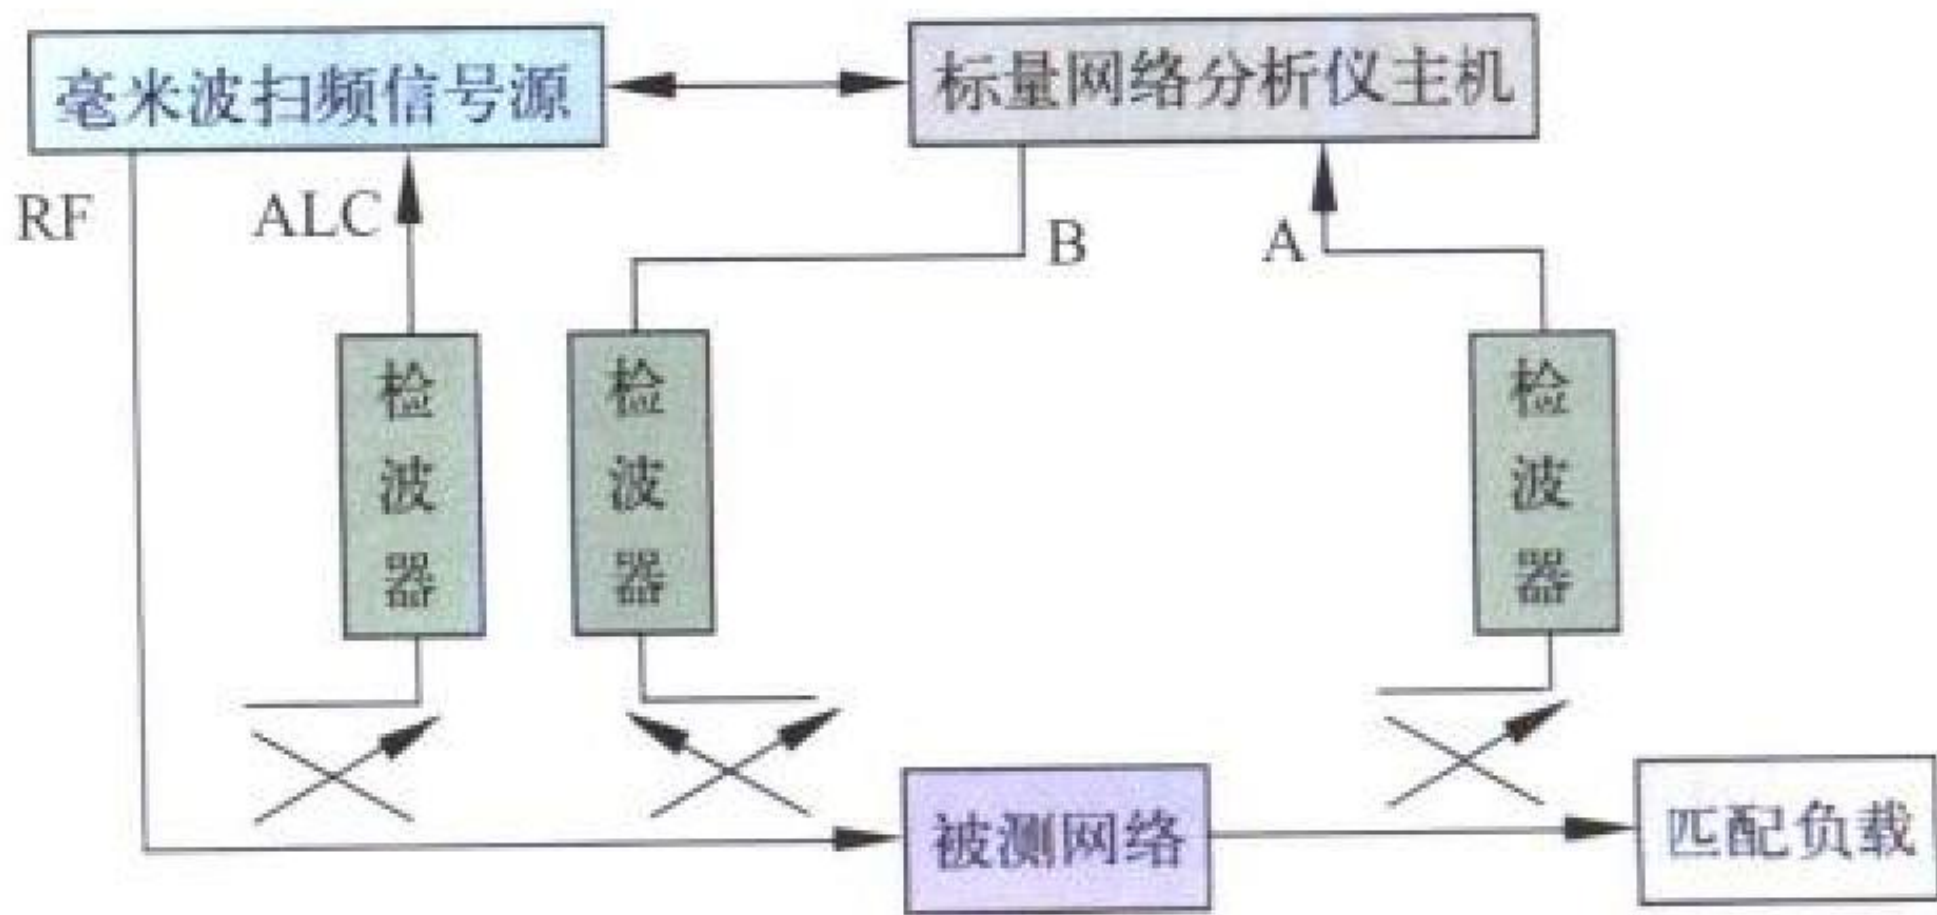 毫米波扫频信号源
标量网络分析仪主机
RF
ALC
B
A
检
波
器
检
波
器
检
波
器
被测网络
匹配负载